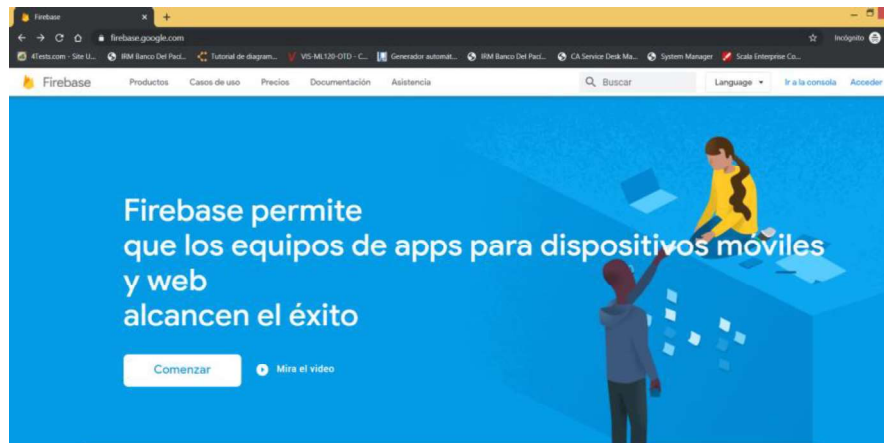 Firebase
firebase.google.com
Incógnito
4Tests.com - Site U...
IRM Banco Del Pací...
Tutorial de diagram...
VIS-ML120-OTD - C...
Generador automát...
IRM Banco Del Pací...
CA Service Desk Ma...
System Manager
Scala Enterprise Co...
Firebase
Productos
Casos de uso
Precios
Documentación
Asistencia
Buscar
Language
Ir a la consola
Acceder
Firebase permite
que los equipos de apps para dispositivos móviles
y web
alcancen el éxito
Comenzar
Mira el video